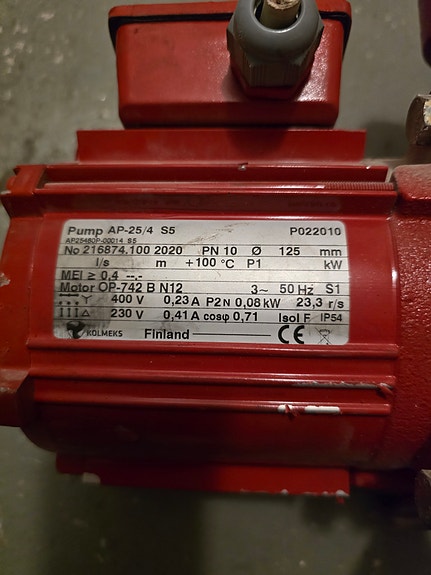 Pump AP-25/4 S5 P022010
AP25480P-00014 S5
No 216874,100 2020 PN 10 Ø 125 mm
l/s m +100 °C P1 kW
MEI ≥ 0,4 --.-
Motor OP-742 B N12 3~ 50 Hz S1
400 V 0,23 A P2N 0,08 kW 23,3 r/s
230 V 0,41 A cosφ 0,71 Isol F IP54
KOLMEKS Finland CE